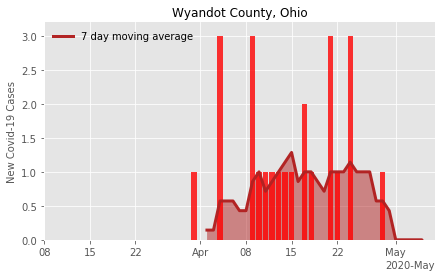 Wyandot County, Ohio
7 day moving average
New Covid-19 Cases
3.0
2.5
2.0
1.5
1.0
0.5
0.0
08 15 22 Apr 08 15 22 May
2020-May